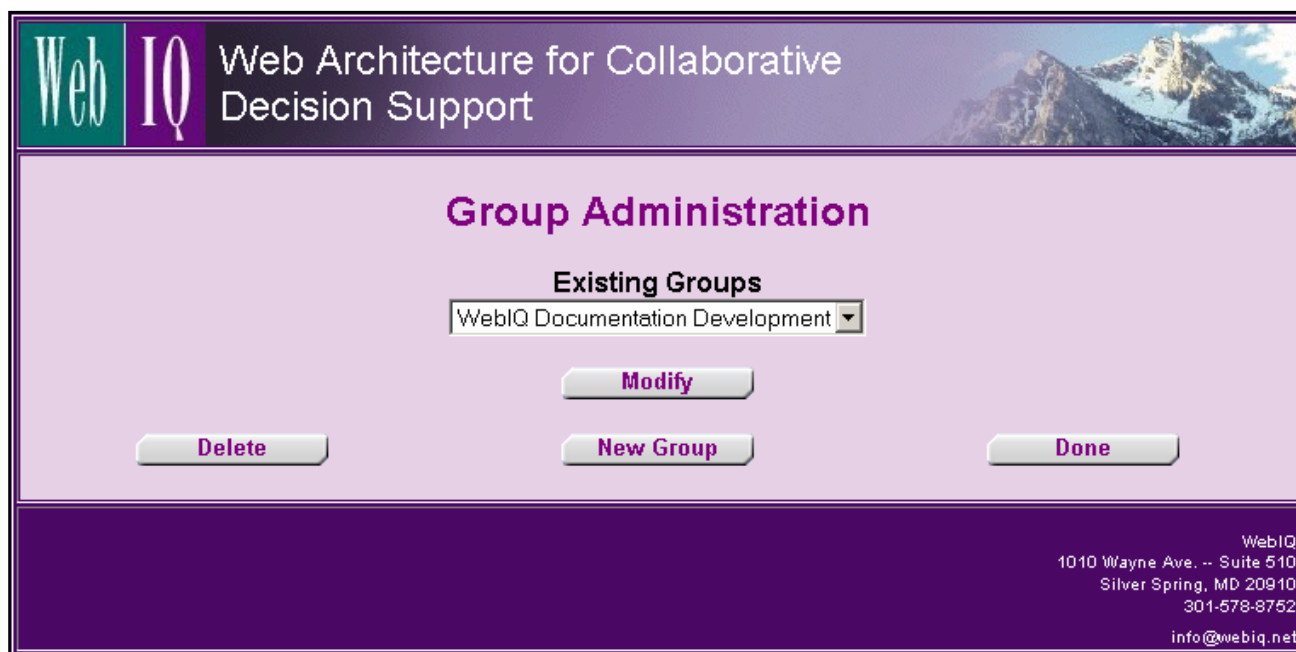 Web IQ
Web Architecture for Collaborative
Decision Support
Group Administration
Existing Groups
WebIQ Documentation Development
Modify
Delete New Group Done
WebIQ
1010 Wayne Ave. -- Suite 510
Silver Spring, MD 20910
301-578-8752
info@webiq.net